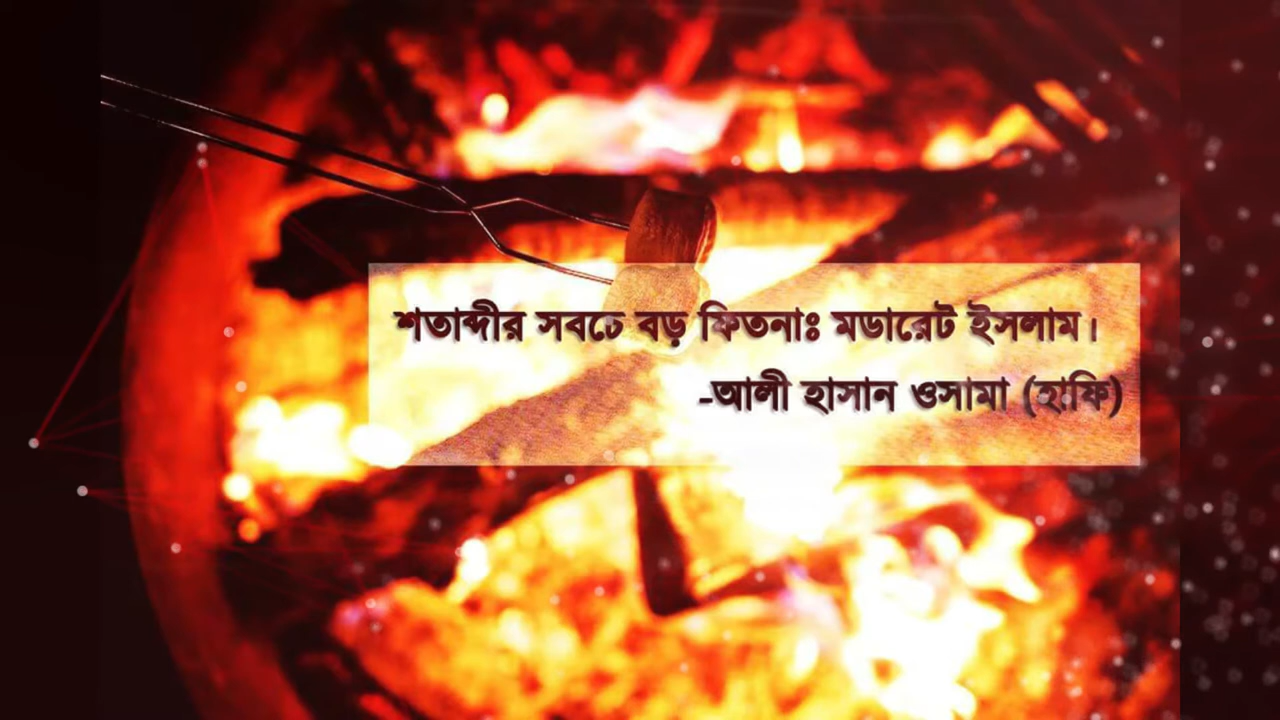 শতাব্দীর সবচে বড় ফিতনাঃ মডারেট ইসলাম।
-আলী হাসান ওসামা (হাফি)